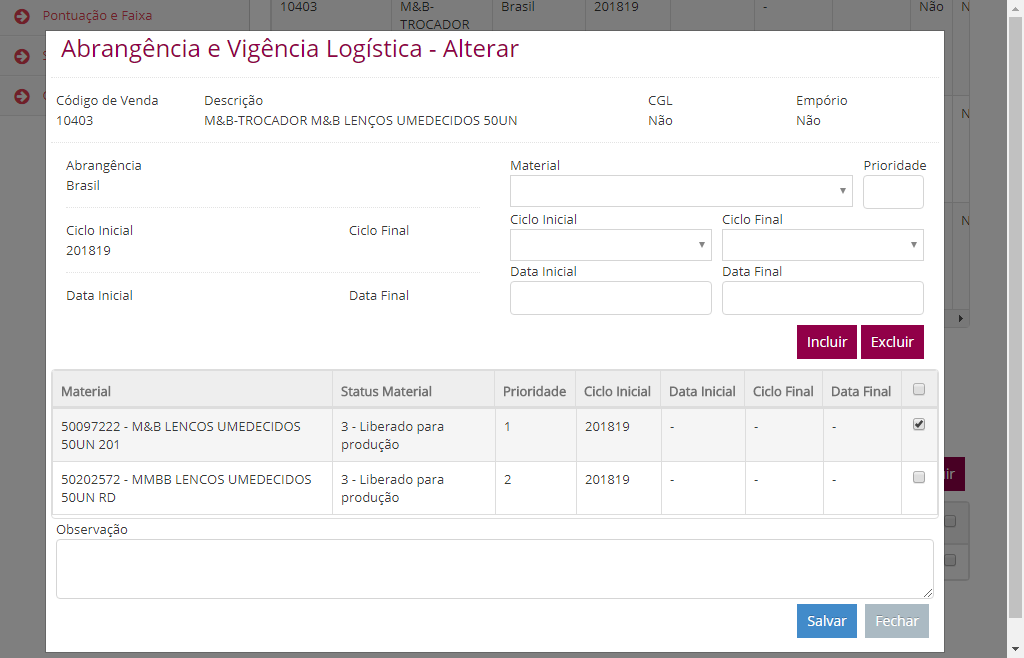 Pontuação e Faixa
10403
M&B-
TROCADOR
Brasil
201819
-
Não
N
Abrangência e Vigência Logística - Alterar
Código de Venda
Descrição
CGL
Empório
10403
M&B-TROCADOR M&B LENÇOS UMEDECIDOS 50UN
Não
Não
N
Abrangência
Brasil
Material
Prioridade
Ciclo Inicial
201819
Ciclo Final
Ciclo Inicial
Ciclo Final
N
Data Inicial
Data Final
Data Inicial
Data Final
Incluir
Excluir
Material
Status Material
Prioridade
Ciclo Inicial
Data Inicial
Ciclo Final
Data Final
50097222 - M&B LENCOS UMEDECIDOS
50UN 201
3 - Liberado para
produção
1
201819
-
-
-
50202572 - MMBB LENCOS UMEDECIDOS
50UN RD
3 - Liberado para
produção
2
201819
-
-
-
ir
Observação
Salvar
Fechar